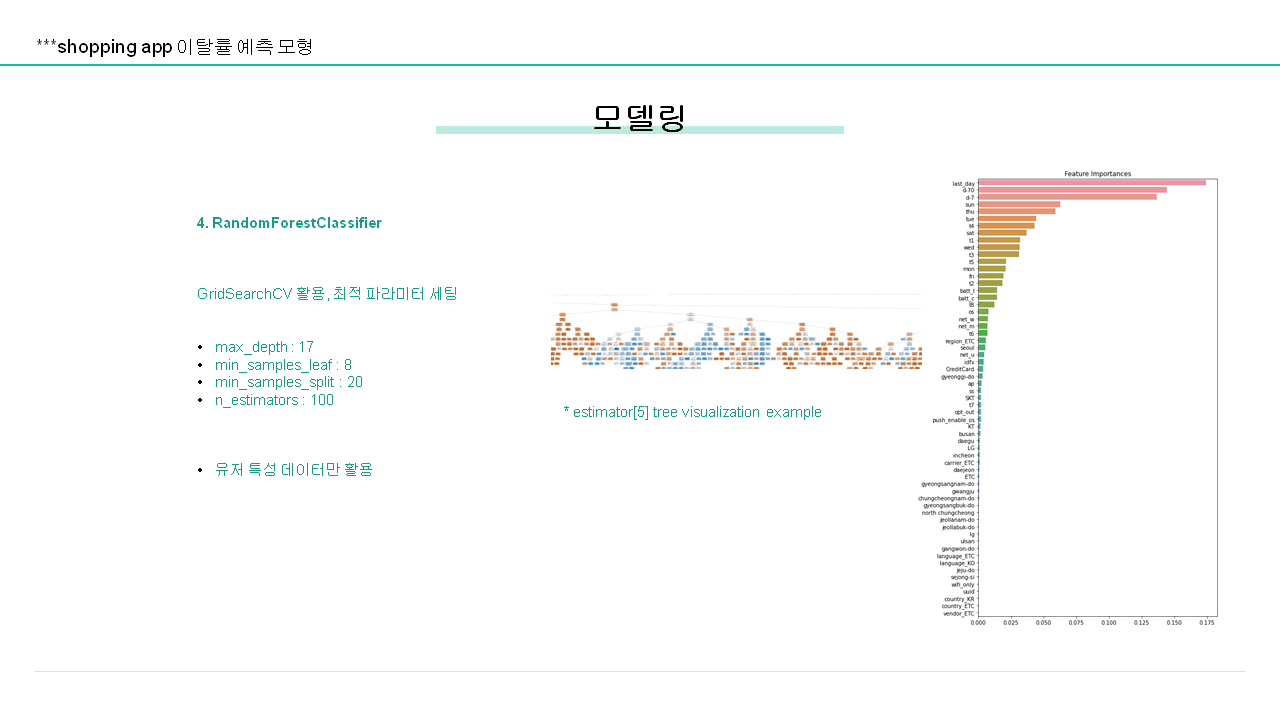 ***shopping app 이탈률 예측 모형
모델링
4. RandomForestClassifier
GridSearchCV 활용, 최적 파라미터 세팅
• max_depth : 17
• min_samples_leaf : 8
• min_samples_split : 20
• n_estimators : 100
• 유저 특성 데이터만 활용
* estimator[5] tree visualization example
Feature Importances
last_day
d-70
d-7
sun
thu
tue
t4
sat
t1
wed
t3
t5
mon
fri
t2
batt_l
batt_c
t8
os
net_w
net_m
t6
region_ETC
seoul
net_u
idfv
CreditCard
gyeonggi-do
ap
ss
SKT
t7
opt_out
push_enable_os
KT
busan
daegu
LG
incheon
carrier_ETC
daejeon
ETC
gyeongsangnam-do
gwangju
chungcheongnam-do
gyeongsangbuk-do
north chungcheong
jeollanam-do
jeollabuk-do
lg
ulsan
gangwon-do
language_ETC
language_KO
jeju-do
sejong-si
wifi_only
uuid
country_KR
country_ETC
vendor_ETC
0.000 0.025 0.050 0.075 0.100 0.125 0.150 0.175